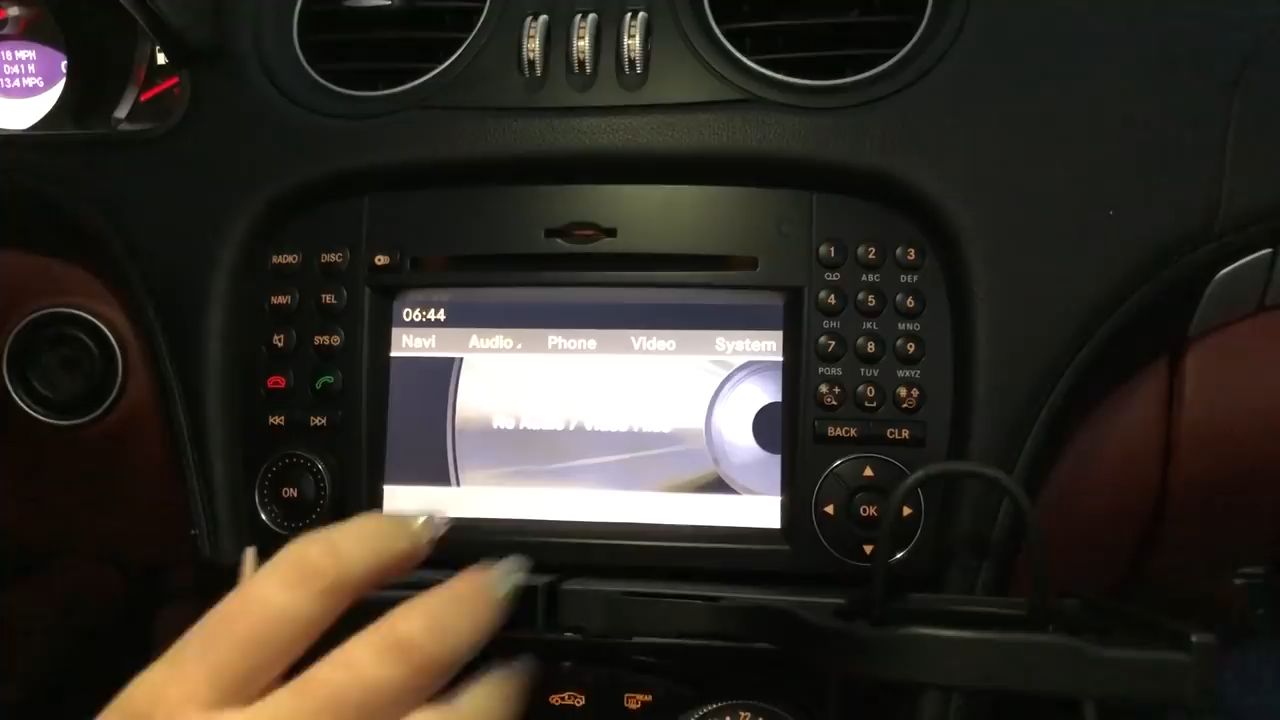 18 MPH
0:41 H
13.4 MPG
RADIO DISC
NAVI TEL
SYS
ON
06:44
Navi Audio Phone Video System
1 2 3
ABC DEF
4 5 6
GHI JKL MNO
7 8 9
PQRS TUV WXYZ
* + 0 #
BACK CLR
OK
REAR
72